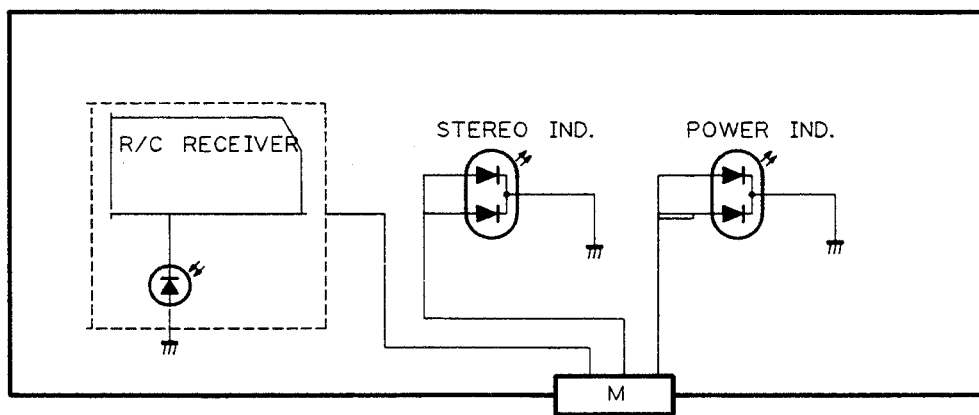 STEREO IND. POWER IND.
R/C RECEIVER
M